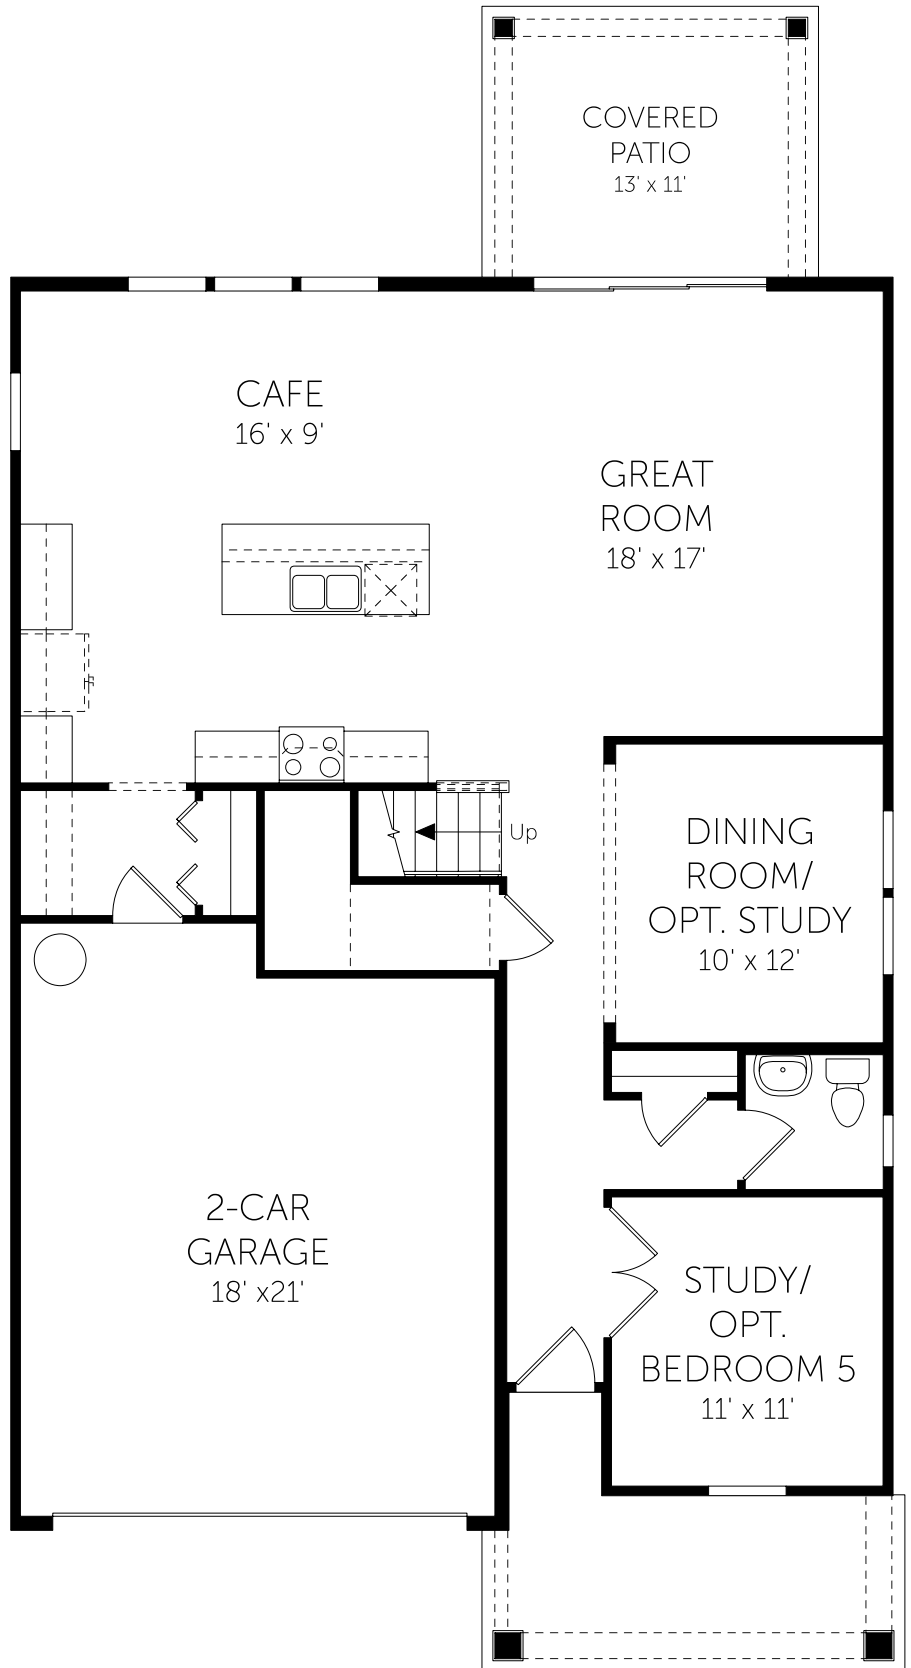 COVERED
PATIO
13' x 11'
CAFE
16' x 9'
GREAT
ROOM
18' x 17'
Up
DINING
ROOM/
OPT. STUDY
10' x 12'
2-CAR
GARAGE
18' x21'
STUDY/
OPT.
BEDROOM 5
11' x 11'